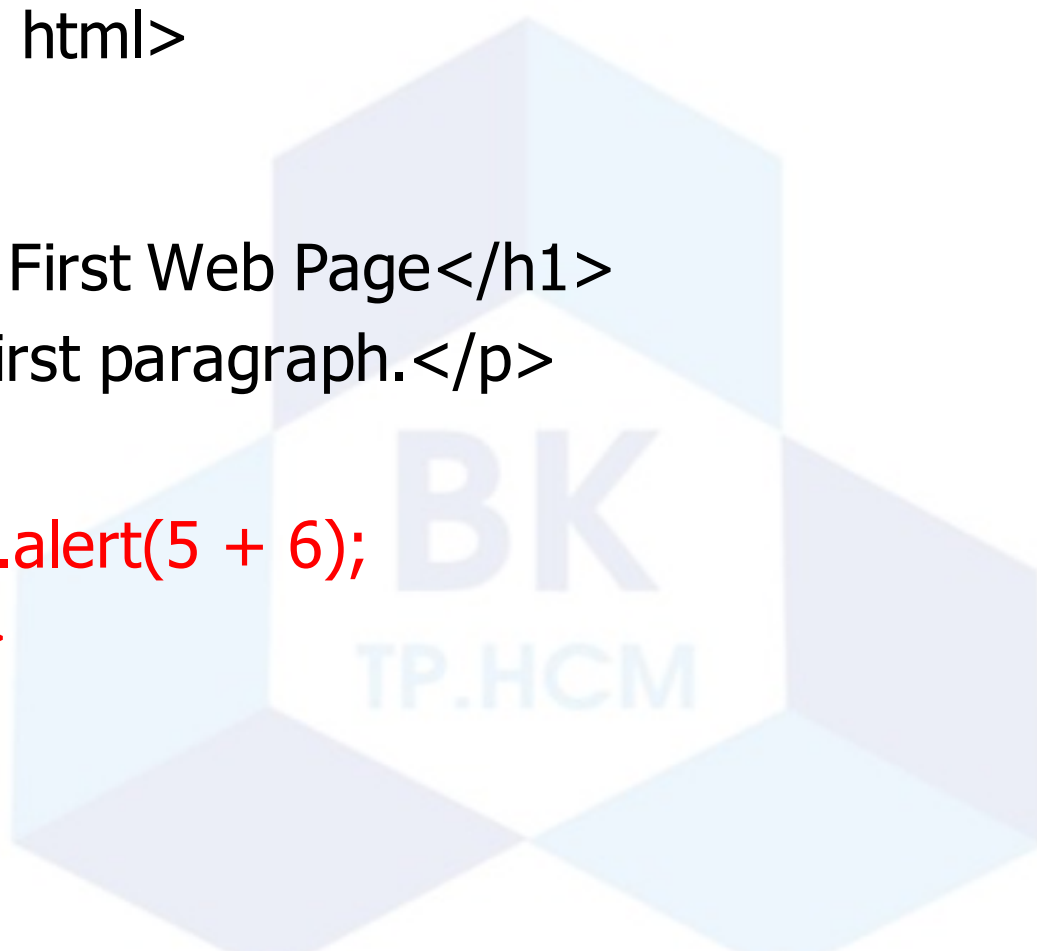 html>
First Web Page</h1>
irst paragraph.</p>
BK
.alert(5 + 6);
>
TP.HCM